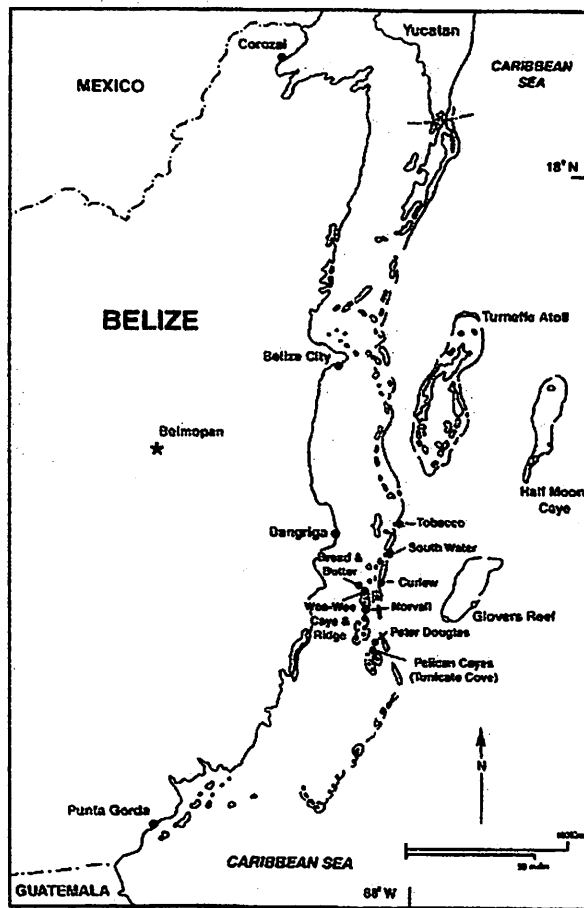 Yucatan
Corozal
CARIBBEAN
SEA
MEXICO
18° N
BELIZE
Turneffe Atoll
Belize City
Belmopan
Half Moon
Caye
Tobacco
Dangriga
South Water
Bread &
Butter
Curlew
Wee-Wee
Caye &
Ridge
Norvall
Glovers Reef
Peter Douglas
Pelican Cayes
(Tunicate Cove)
N
Punta Gorda
CARIBBEAN SEA
GUATEMALA
88° W